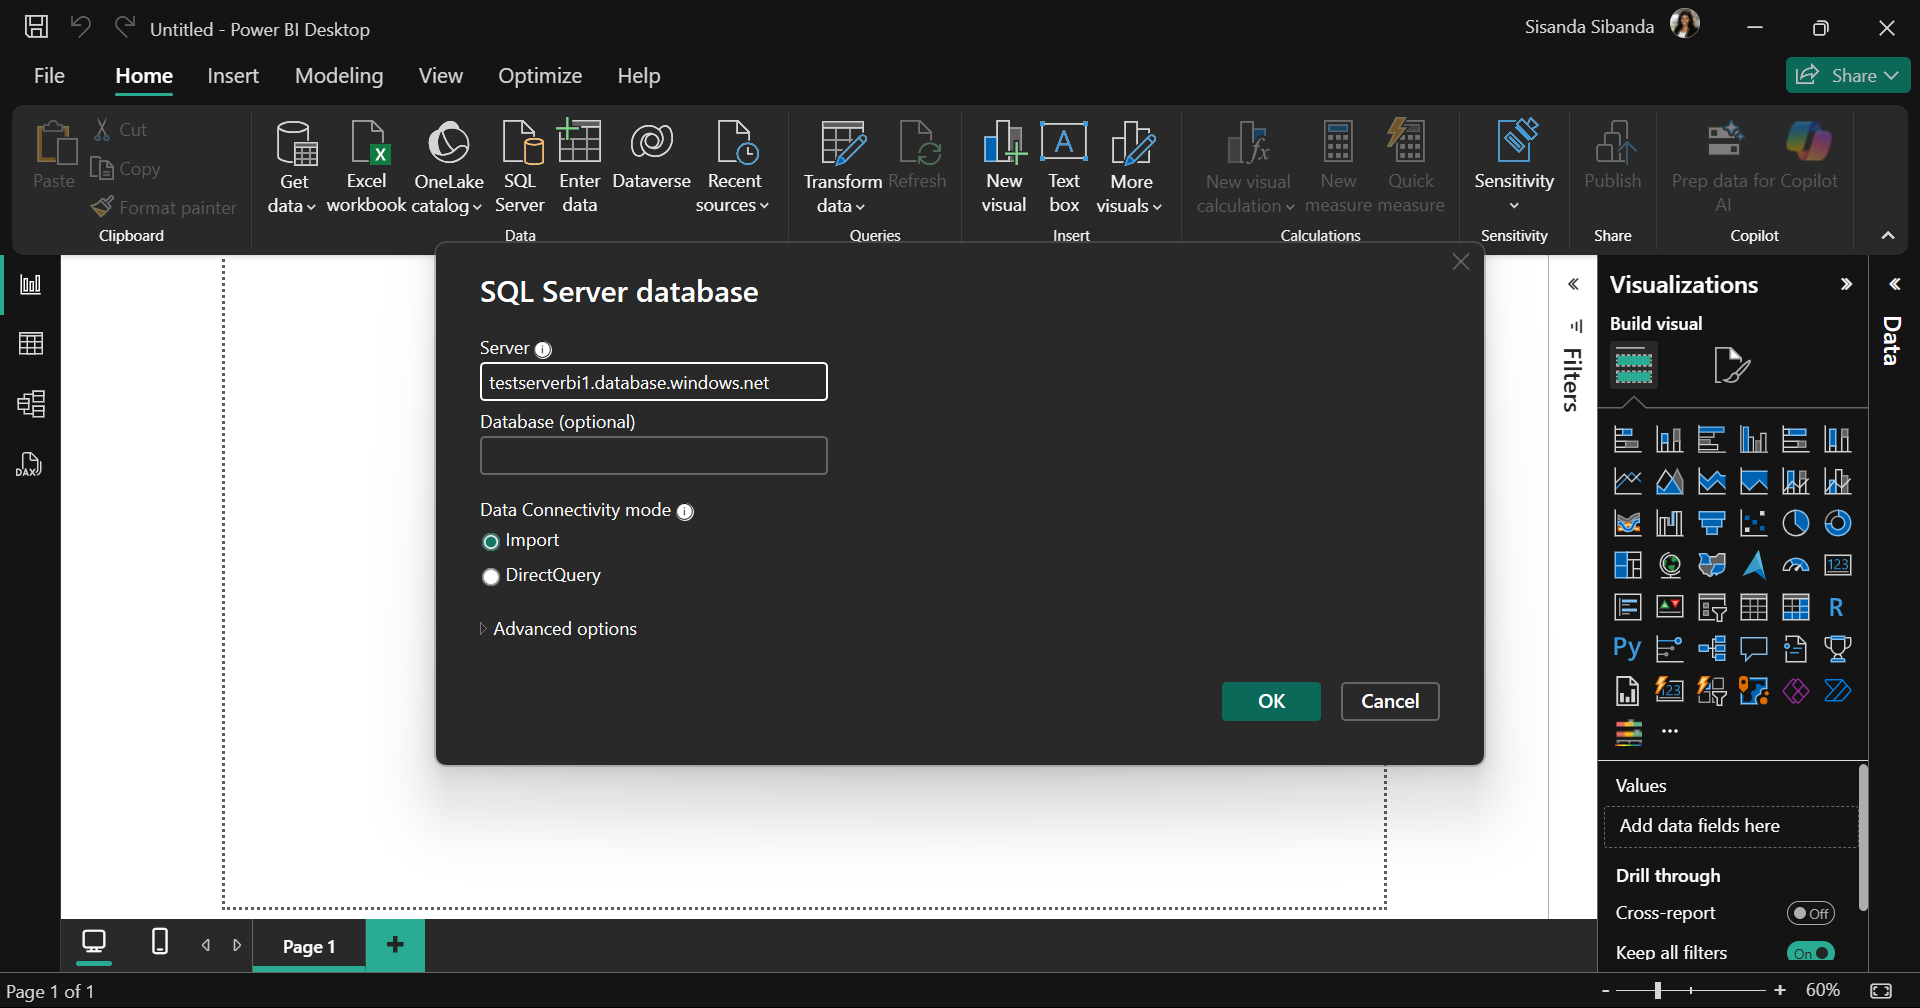 Untitled - Power BI Desktop
Sisanda Sibanda
File Home Insert Modeling View Optimize Help
Share
Paste
Cut
Copy
Format painter
Clipboard
Get data
Excel workbook
OneLake catalog
SQL Server
Enter data
Dataverse
Recent sources
Data
Transform data
Refresh
Queries
New visual
Text box
More visuals
Insert
New visual calculation
New measure
Quick measure
Calculations
Sensitivity
Sensitivity
Publish
Share
Prep data for AI
Copilot
Copilot
DAX
SQL Server database
Server
testserverbi1.database.windows.net
Database (optional)
Data Connectivity mode
Import
DirectQuery
Advanced options
OK
Cancel
Filters
Visualizations
Build visual
123
R
Py
123
Values
Add data fields here
Drill through
Cross-report
Off
Keep all filters
On
Data
Page 1
Page 1 of 1
- + 60%